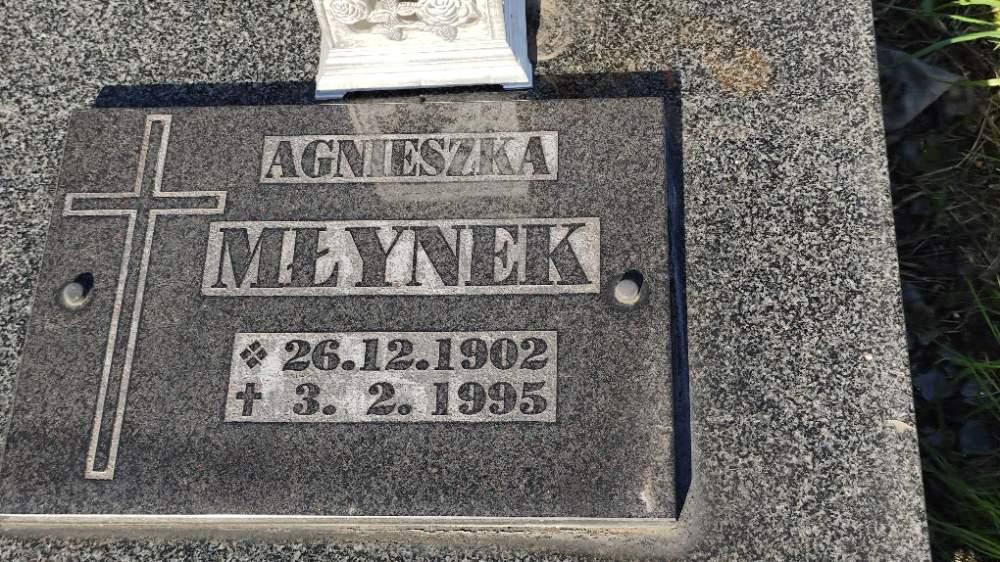 AGNIESZKA
MŁYNEK
26.12.1902
3. 2. 1995